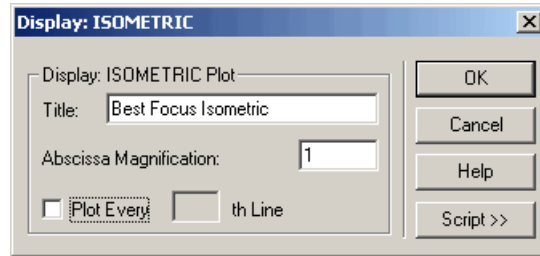 Display: ISOMETRIC
Display: ISOMETRIC Plot
Title: Best Focus Isometric
Abscissa Magnification: 1
Plot Every th Line
OK
Cancel
Help
Script >>